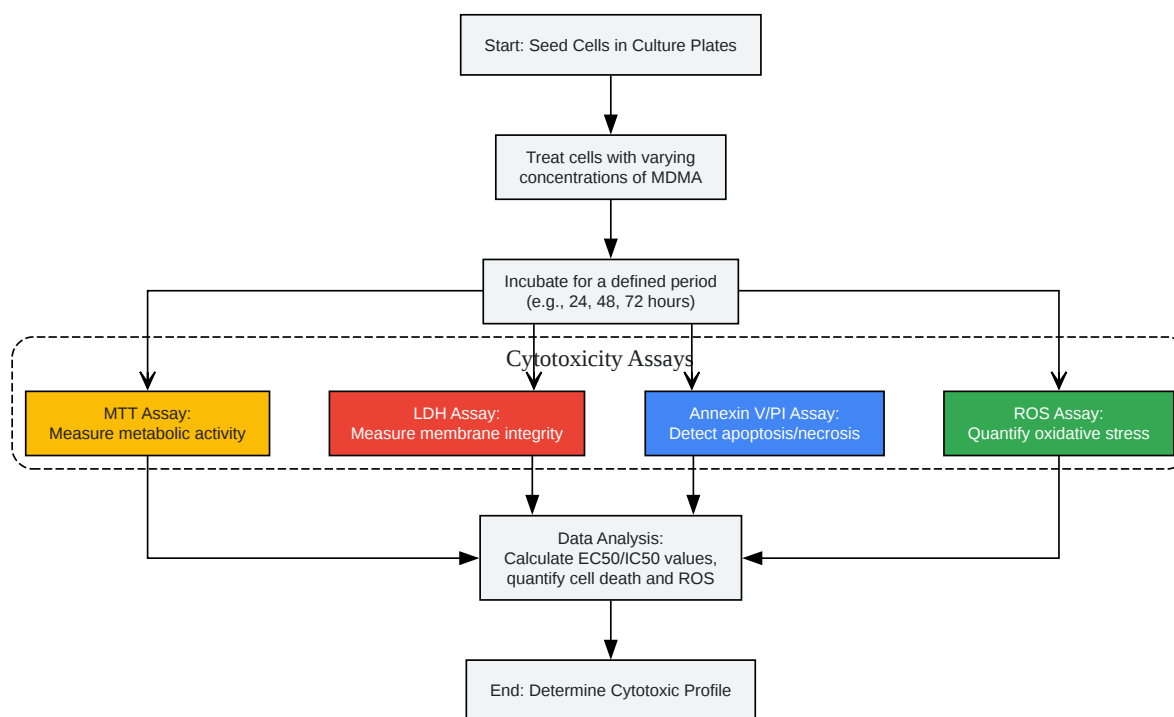 Start: Seed Cells in Culture Plates
Treat cells with varying
concentrations of MDMA
Incubate for a defined period
(e.g., 24, 48, 72 hours)
Cytotoxicity Assays
MTT Assay:
Measure metabolic activity
LDH Assay:
Measure membrane integrity
Annexin V/PI Assay:
Detect apoptosis/necrosis
ROS Assay:
Quantify oxidative stress
Data Analysis:
Calculate EC50/IC50 values,
quantify cell death and ROS
End: Determine Cytotoxic Profile